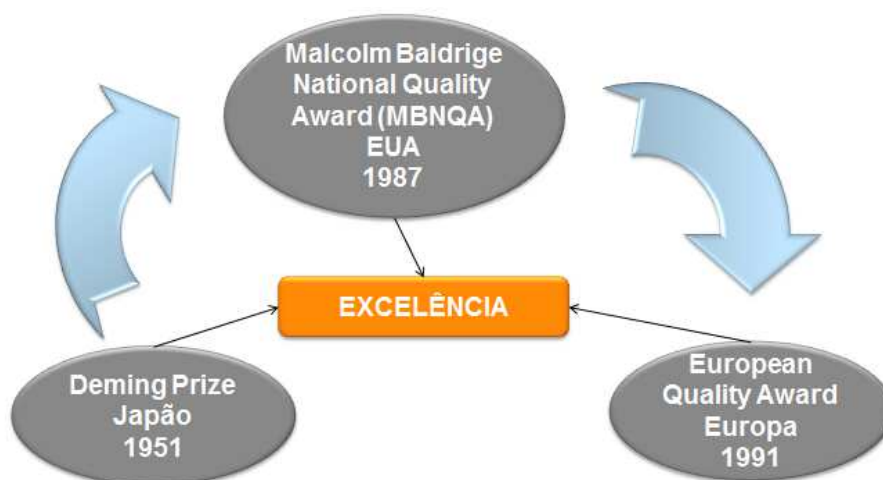 Malcolm Baldrige
National Quality
Award (MBNQA)
EUA
1987
EXCELÊNCIA
Deming Prize
Japão
1951
European
Quality Award
Europa
1991